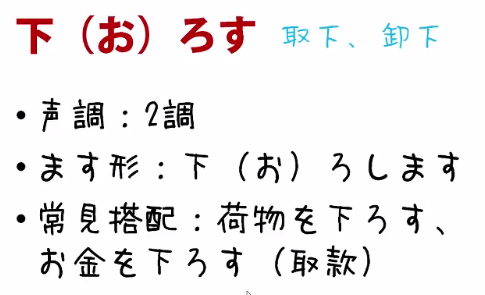 下（お）ろす 取下、卸下
• 声調：2調
• ます形：下（お）ろします
• 常見搭配：荷物を下ろす、
お金を下ろす（取款）